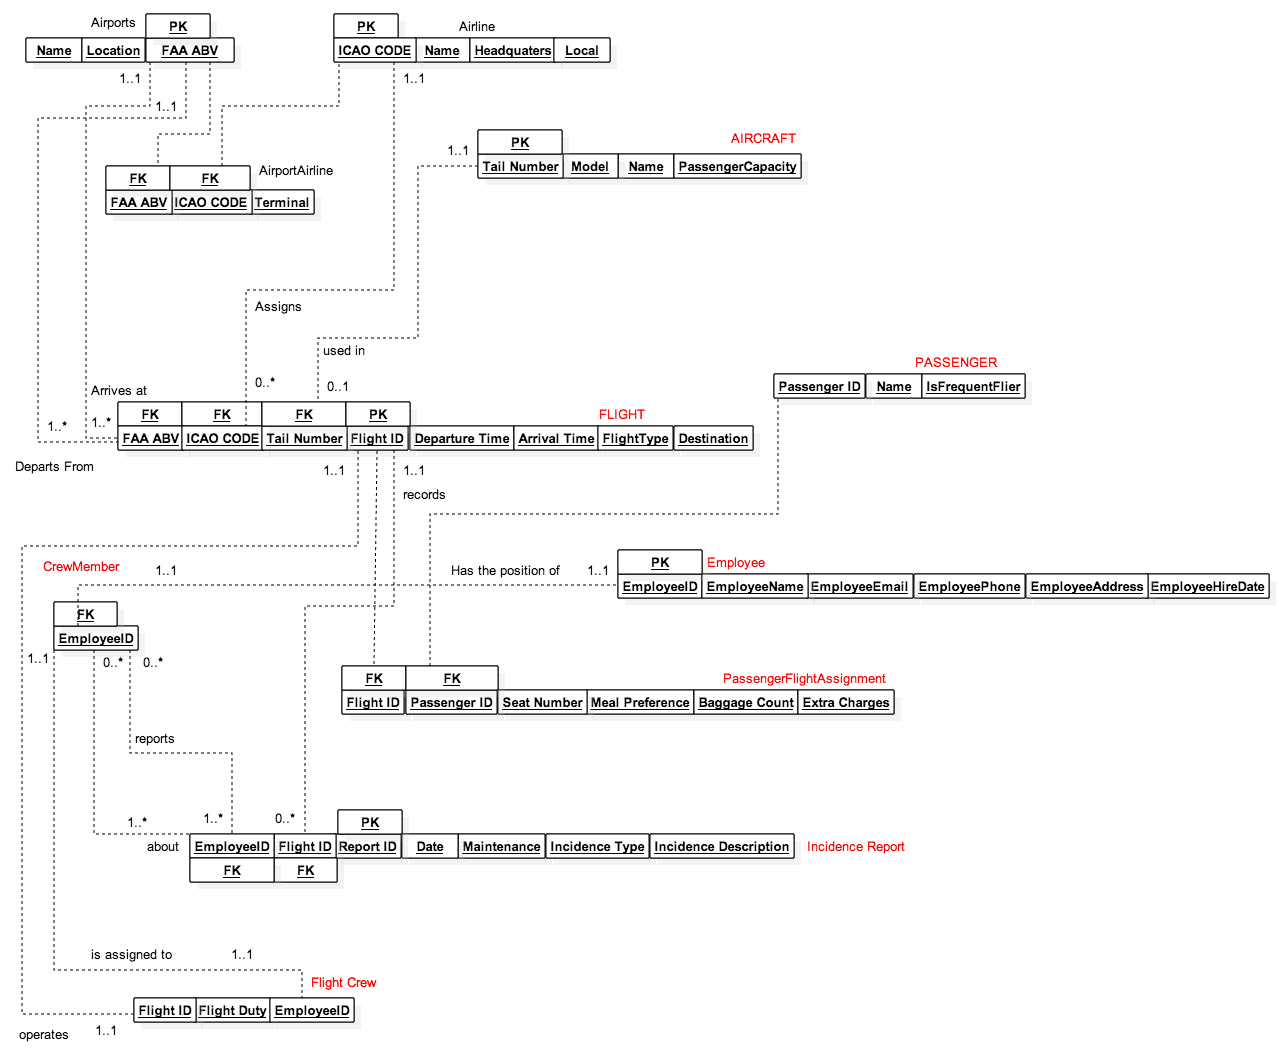 Airports PK
Name Location FAA ABV
PK Airline
ICAO CODE Name Headquaters Local
1..1 1..1 1..1
PK AIRCRAFT
1..1 Tail Number Model Name PassengerCapacity
FK FK AirportAirline
FAA ABV ICAO CODE Terminal
Assigns
used in
PASSENGER
Passenger ID Name IsFrequentFlier
Arrives at 0..* 0..1
FK FK FK PK FLIGHT
1..* 1..*
FAA ABV ICAO CODE Tail Number Flight ID Departure Time Arrival Time FlightType Destination
Departs From 1..1 1..1
records
CrewMember 1..1 Has the position of 1..1
PK Employee
EmployeeID EmployeeName EmployeeEmail EmployeePhone EmployeeAddress EmployeeHireDate
FK
EmployeeID
1..1 0..* 0..*
FK FK PassengerFlightAssignment
Flight ID Passenger ID Seat Number Meal Preference Baggage Count Extra Charges
reports
1..* 1..* 0..* PK
about EmployeeID Flight ID Report ID Date Maintenance Incidence Type Incidence Description Incidence Report
FK FK
is assigned to 1..1
Flight Crew
Flight ID Flight Duty EmployeeID
operates 1..1